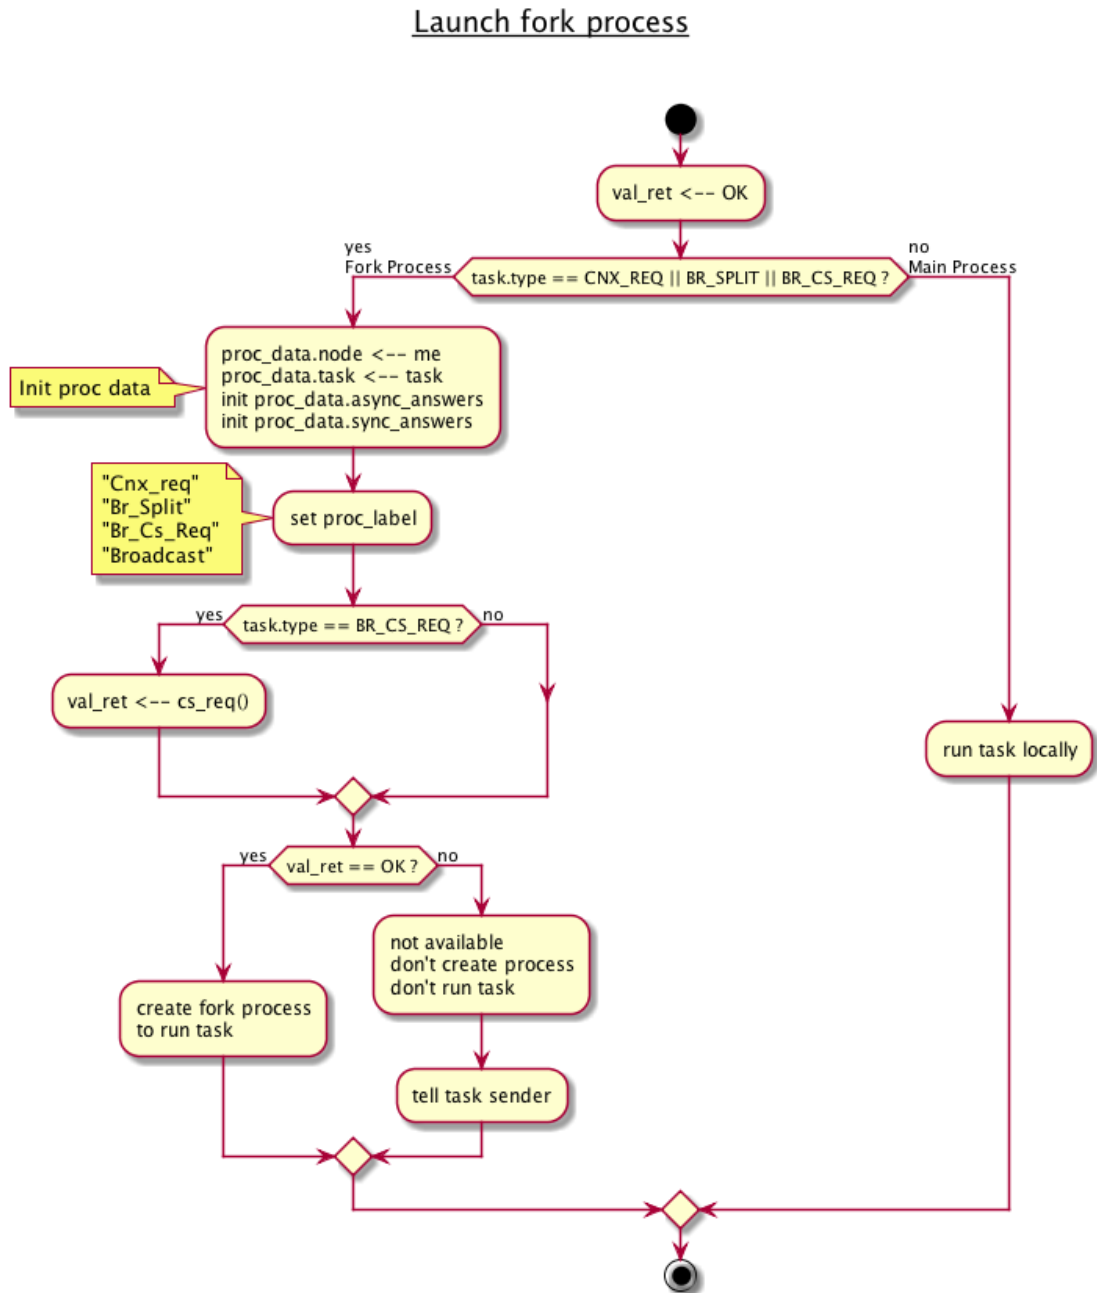 Launch fork process
val_ret <-- OK
yes
Fork Process
task.type == CNX_REQ || BR_SPLIT || BR_CS_REQ ?
no
Main Process
Init proc data
proc_data.node <-- me
proc_data.task <-- task
init proc_data.async_answers
init proc_data.sync_answers
"Cnx_req"
"Br_Split"
"Br_Cs_Req"
"Broadcast"
set proc_label
yes
task.type == BR_CS_REQ ?
no
val_ret <-- cs_req()
run task locally
yes
val_ret == OK ?
no
not available
don't create process
don't run task
create fork process
to run task
tell task sender